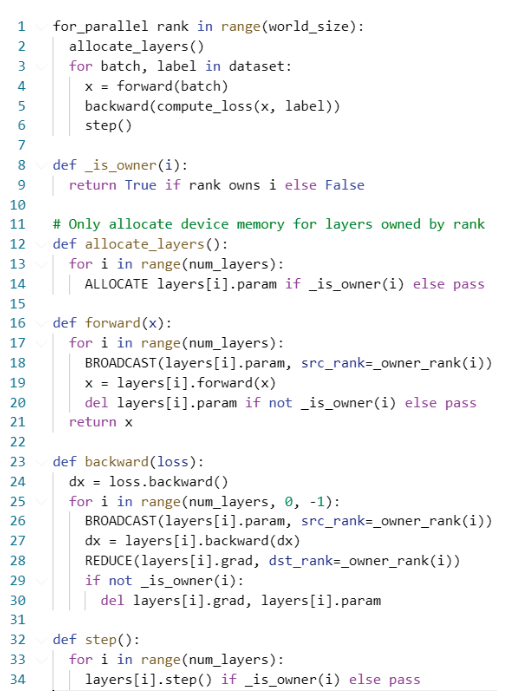 1 for_parallel rank in range(world_size):
2   allocate_layers()
3   for batch, label in dataset:
4     x = forward(batch)
5     backward(compute_loss(x, label))
6     step()
7
8 def _is_owner(i):
9   return True if rank owns i else False
10
11 # Only allocate device memory for layers owned by rank
12 def allocate_layers():
13   for i in range(num_layers):
14     ALLOCATE layers[i].param if _is_owner(i) else pass
15
16 def forward(x):
17   for i in range(num_layers):
18     BROADCAST(layers[i].param, src_rank=_owner_rank(i))
19     x = layers[i].forward(x)
20     del layers[i].param if not _is_owner(i) else pass
21   return x
22
23 def backward(loss):
24   dx = loss.backward()
25   for i in range(num_layers, 0, -1):
26     BROADCAST(layers[i].param, src_rank=_owner_rank(i))
27     dx = layers[i].backward(dx)
28     REDUCE(layers[i].grad, dst_rank=_owner_rank(i))
29     if not _is_owner(i):
30       del layers[i].grad, layers[i].param
31
32 def step():
33   for i in range(num_layers):
34     layers[i].step() if _is_owner(i) else pass